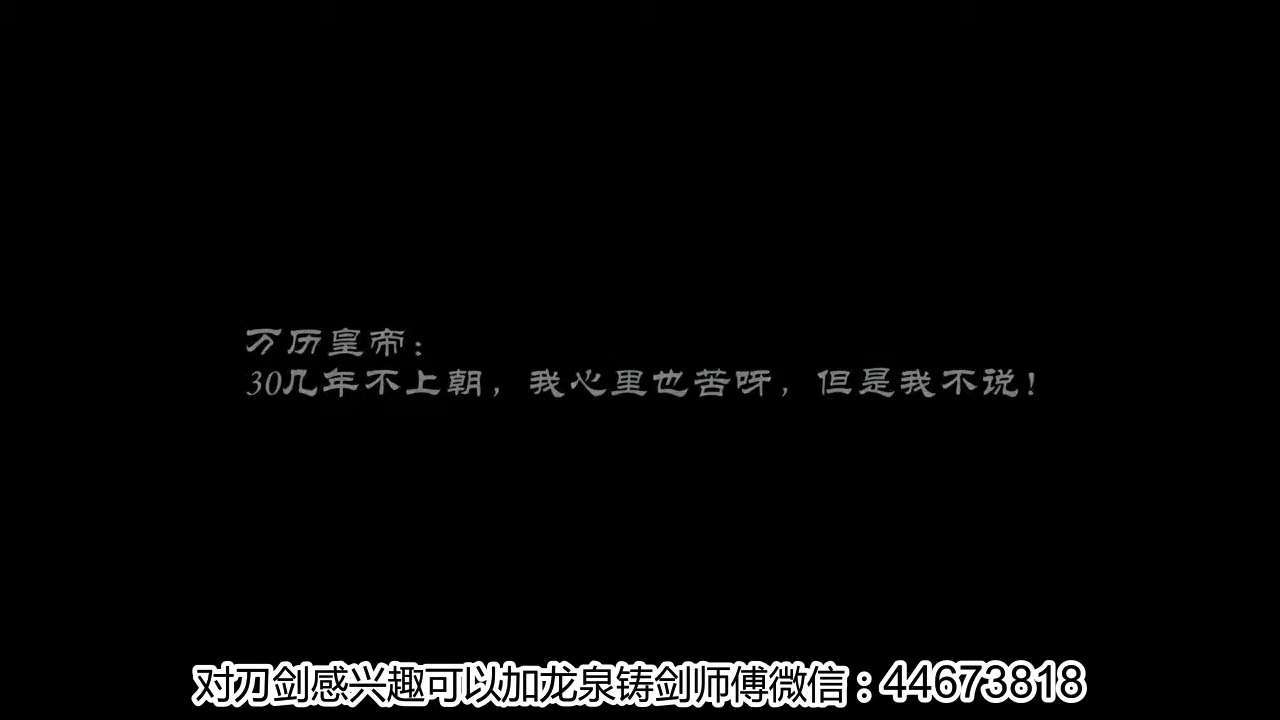 万历皇帝：
30几年不上朝，我心里也苦呀，但是我不说！
对刃剑感兴趣可以加龙泉铸剑师傅微信：44673818